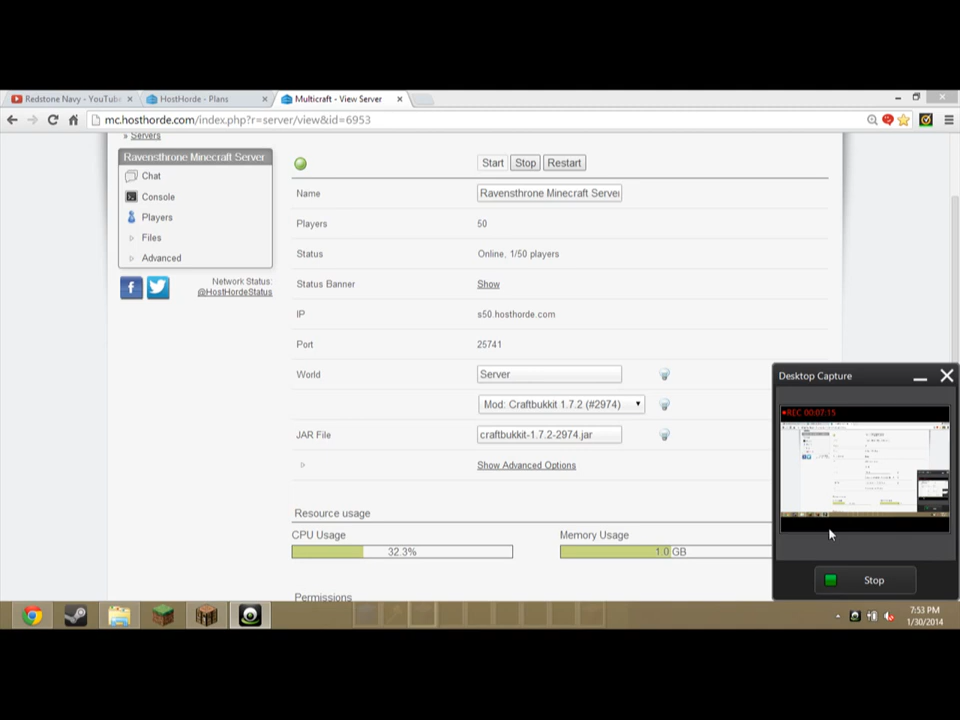 Redstone Navy - YouTub
HostHorde - Plans
Multicraft - View Server
mc.hosthorde.com/index.php?r=server/view&id=6953
» Servers
Ravensthrone Minecraft Server
Chat
Console
Players
Files
Advanced
Network Status:
@HostHordeStatus
Start Stop Restart
Name Ravensthrone Minecraft Server
Players 50
Status Online, 1/50 players
Status Banner Show
IP s50.hosthorde.com
Port 25741
World Server
Mod: Craftbukkit 1.7.2 (#2974)
JAR File craftbukkit-1.7.2-2974.jar
Show Advanced Options
Resource usage
CPU Usage Memory Usage
32.3% 1.0 GB
Permissions
Desktop Capture
REC 00:07:15
Stop
7:53 PM
1/30/2014